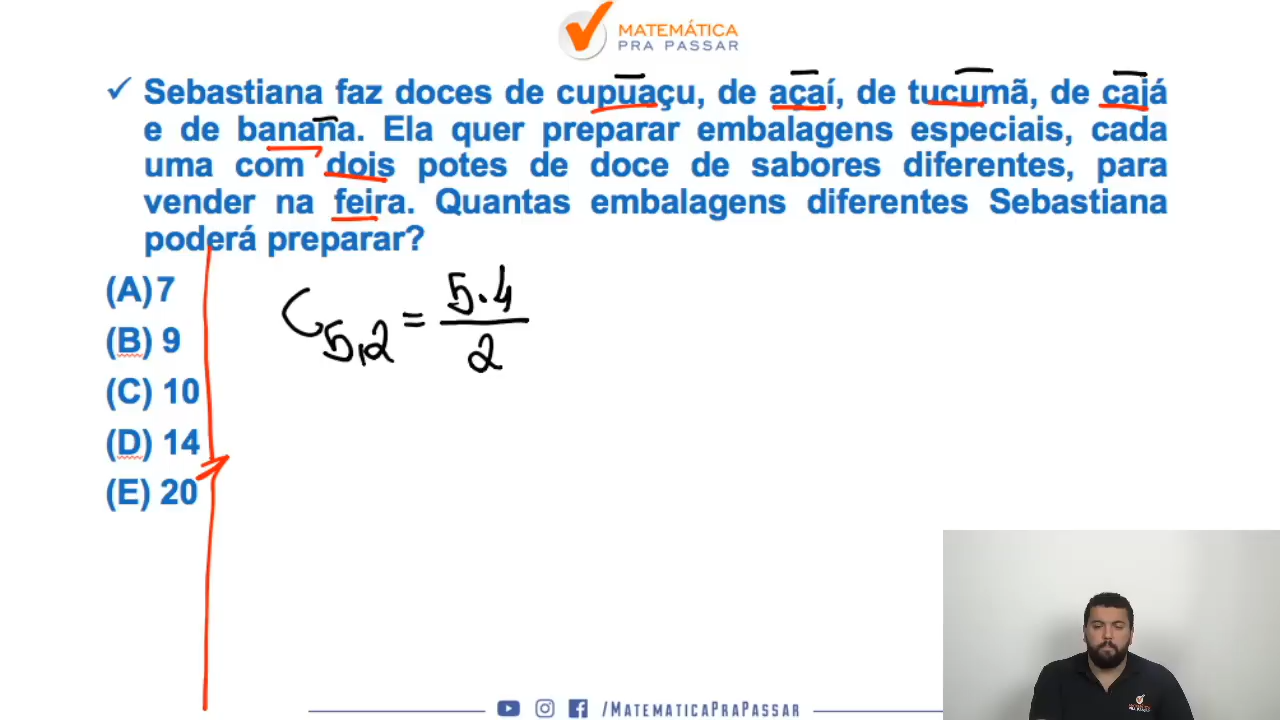 MATEMÁTICA
PRA PASSAR
✓ Sebastiana faz doces de cupuaçu, de açaí, de tucumã, de cajá
e de banana. Ela quer preparar embalagens especiais, cada
uma com dois potes de doce de sabores diferentes, para
vender na feira. Quantas embalagens diferentes Sebastiana
poderá preparar?
(A) 7
(B) 9
(C) 10
(D) 14
(E) 20
C5,2 = 5.4/2
/MATEMATICAPRAPASSAR